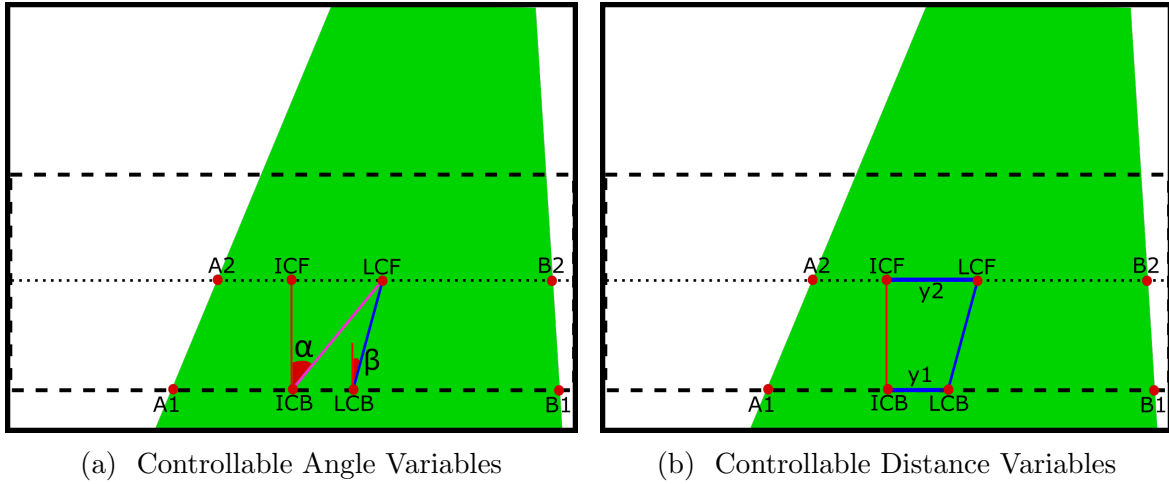 A2 ICF LCF B2
α β
A1 ICB LCB B1
(a) Controllable Angle Variables
A2 ICF LCF B2
y2
y1
A1 ICB LCB B1
(b) Controllable Distance Variables